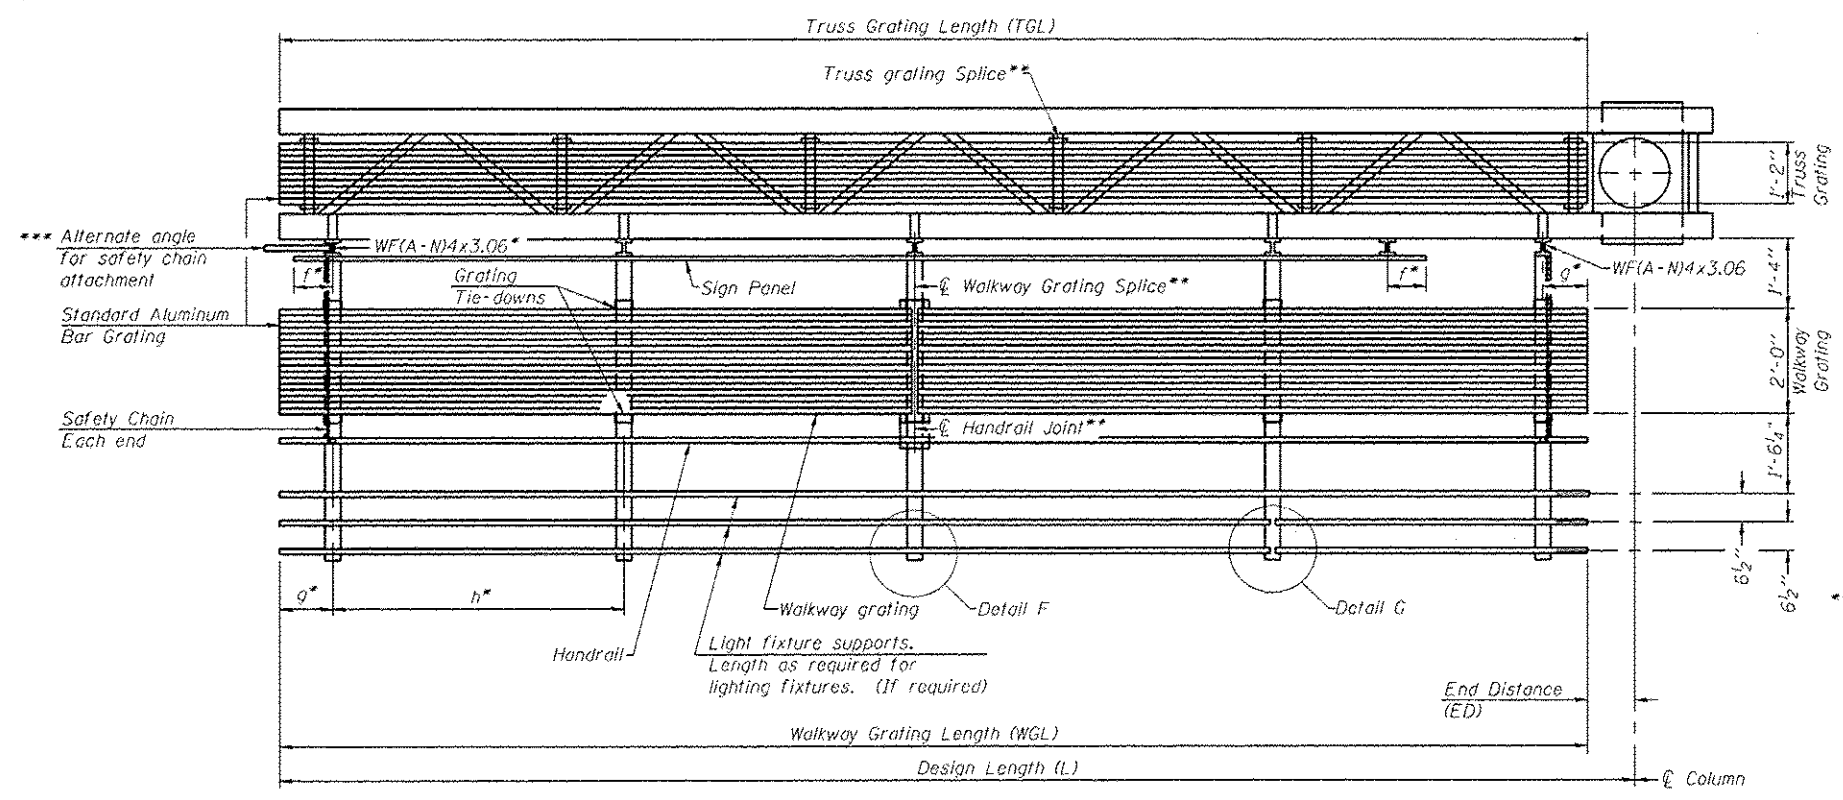 Truss Grating Length (TGL)
Truss grating Splice**
1'-2"
Truss
Grating
*** Alternate angle
for safety chain
attachment
WF(A-N)4x3.06*
f*
Grating
Tie-downs
Sign Panel
℄ Walkway Grating Splice**
f*
g*
WF(A-N)4x3.06
1'-4"
Standard Aluminum
Bar Grating
2'-0"
Walkway
Grating
Safety Chain
Each end
℄ Handrail Joint**
1'-6¼"
6½"
6½"
*
g*
h*
Walkway grating
Detail F
Detail G
Handrail
Light fixture supports.
Length as required for
lighting fixtures. (If required)
End Distance
(ED)
Walkway Grating Length (WGL)
Design Length (L)
℄ Column